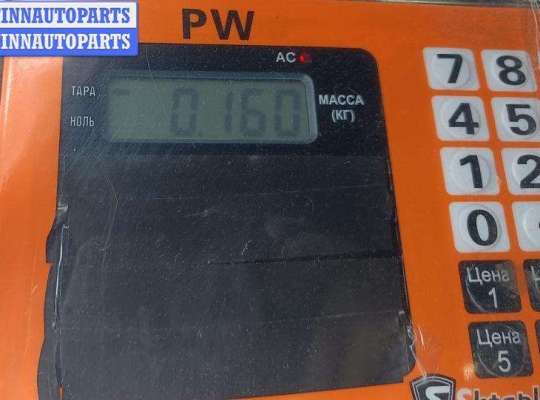 INNAUTOPARTS
INNAUTOPARTS
PW
AC
ТАРА
НОЛЬ
0.160
МАССА
(КГ)
7 8
4 5
1 2
0
Цена
1
Цена
5